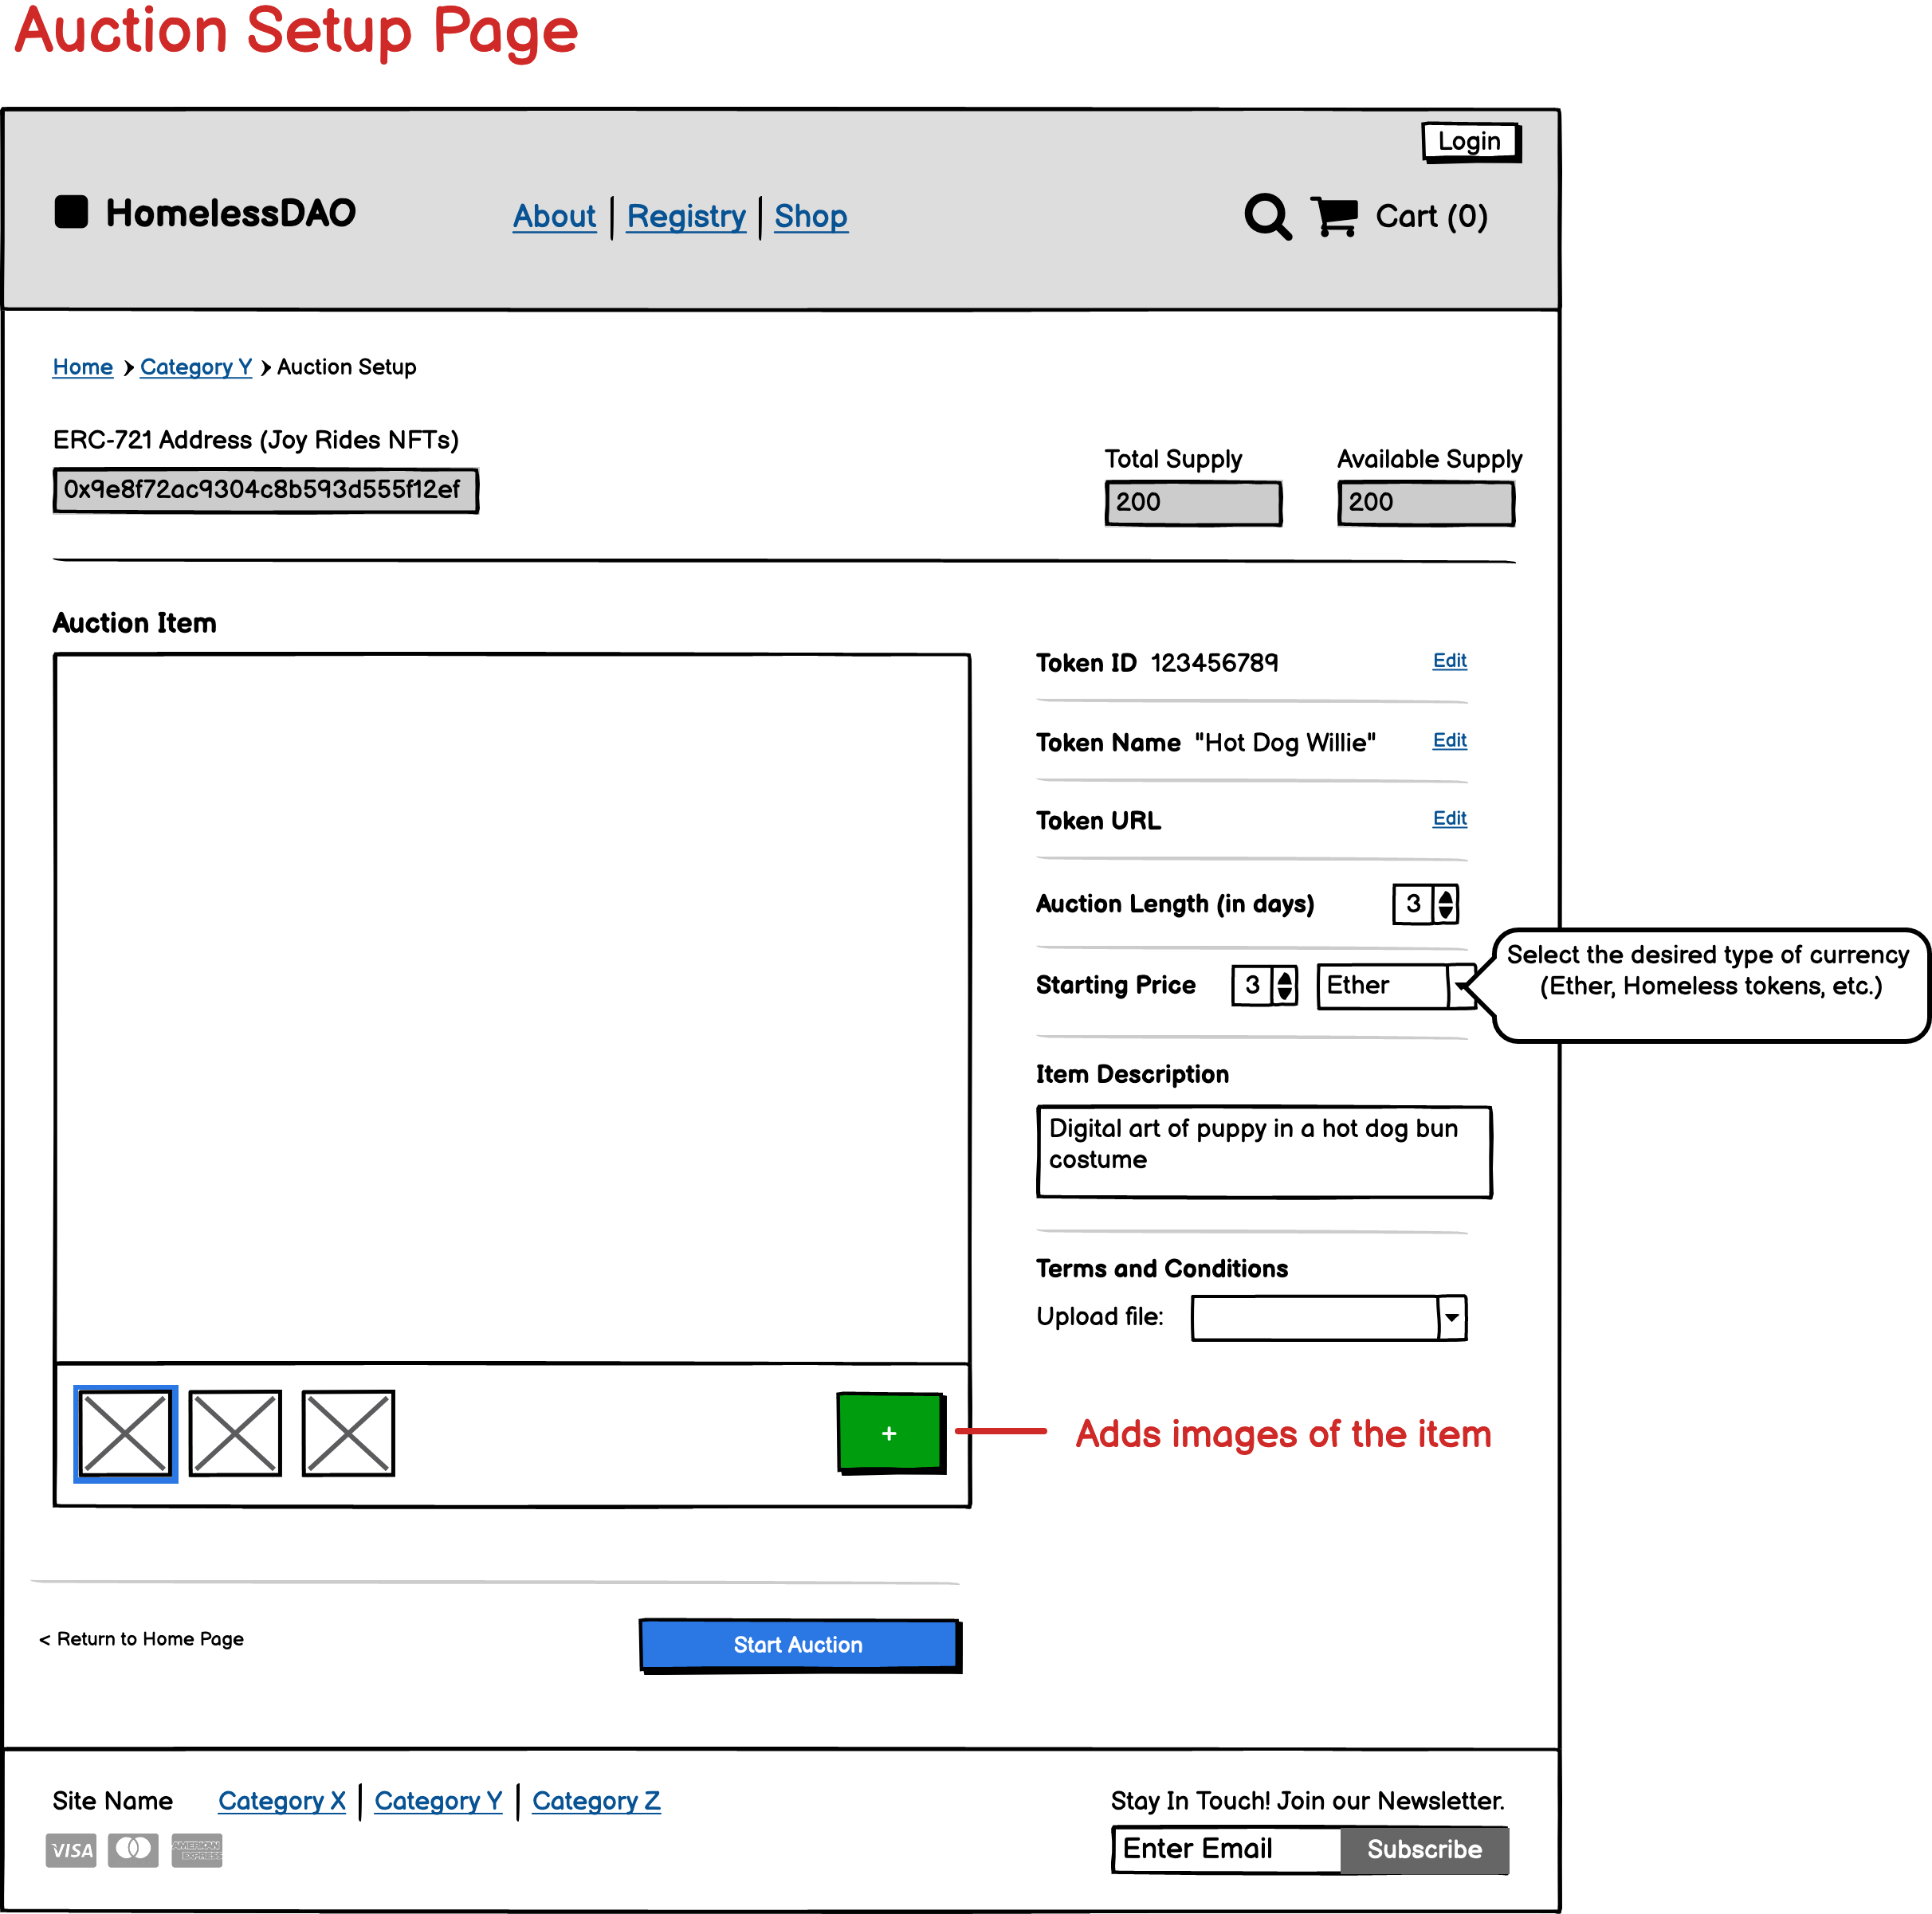 Auction Setup Page
Login
HomelessDAO
About
Registry
Shop
Cart (0)
Home
Category Y
Auction Setup
ERC-721 Address (Joy Rides NFTs)
0x9e8f72ac9304c8b593d555f12ef
Total Supply
200
Available Supply
200
Auction Item
Token ID 123456789
Edit
Token Name "Hot Dog Willie"
Edit
Token URL
Edit
Auction Length (in days)
3
Starting Price
3
Ether
Select the desired type of currency
(Ether, Homeless tokens, etc.)
Item Description
Digital art of puppy in a hot dog bun
costume
Terms and Conditions
Upload file:
+
Adds images of the item
< Return to Home Page
Start Auction
Site Name
Category X
Category Y
Category Z
VISA
AMERICAN
EXPRESS
Stay In Touch! Join our Newsletter.
Enter Email
Subscribe